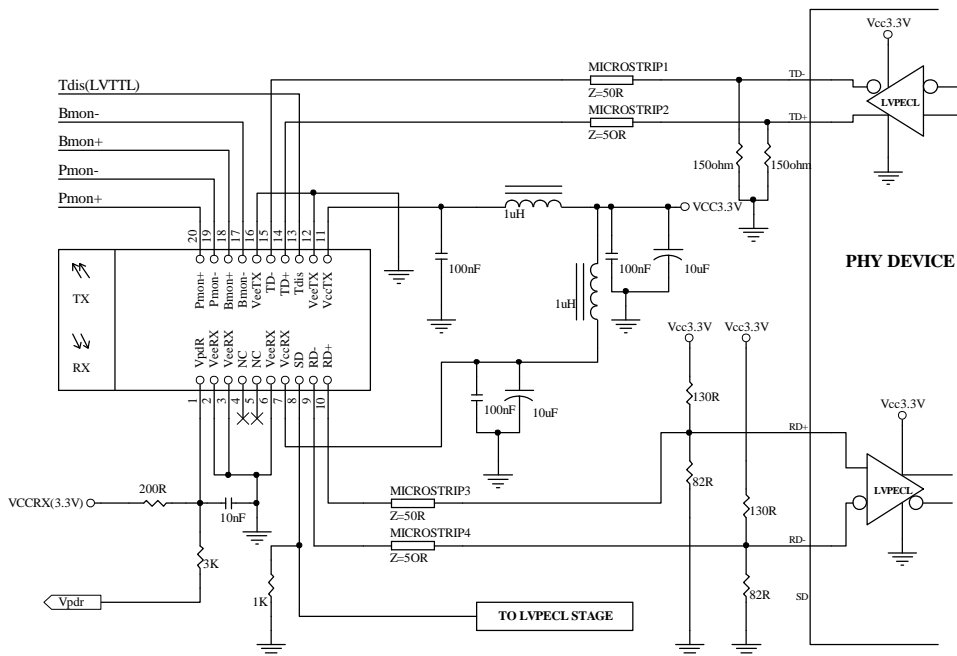 Vcc3.3V
MICROSTRIP1
TD-
Tdis(LVTTL)
Z=50R
LVPECL
Bmon-
MICROSTRIP2
TD+
Z=5OR
Bmon+
150ohm
150ohm
Pmon-
Pmon+
1uH
VCC3.3V
20
19
18
17
16
15
14
13
12
11
100nF
100nF
10uF
PHY DEVICE
TX
Pmon+
Pmon-
Bmon+
Bmon-
VeeTX
TD-
TD+
Tdis
VeeTX
VccTX
1uH
RX
VpdR
VeeRX
VeeRX
NC
NC
VeeRX
VccRX
SD
RD-
RD+
Vcc3.3V
Vcc3.3V
1
2
3
4
5
6
7
8
9
10
100nF
10uF
130R
Vcc3.3V
RD+
200R
VCCRX(3.3V)
10nF
MICROSTRIP3
Z=50R
82R
LVPECL
130R
MICROSTRIP4
Z=5OR
RD-
3K
Vpdr
1K
82R
SD
TO LVPECL STAGE